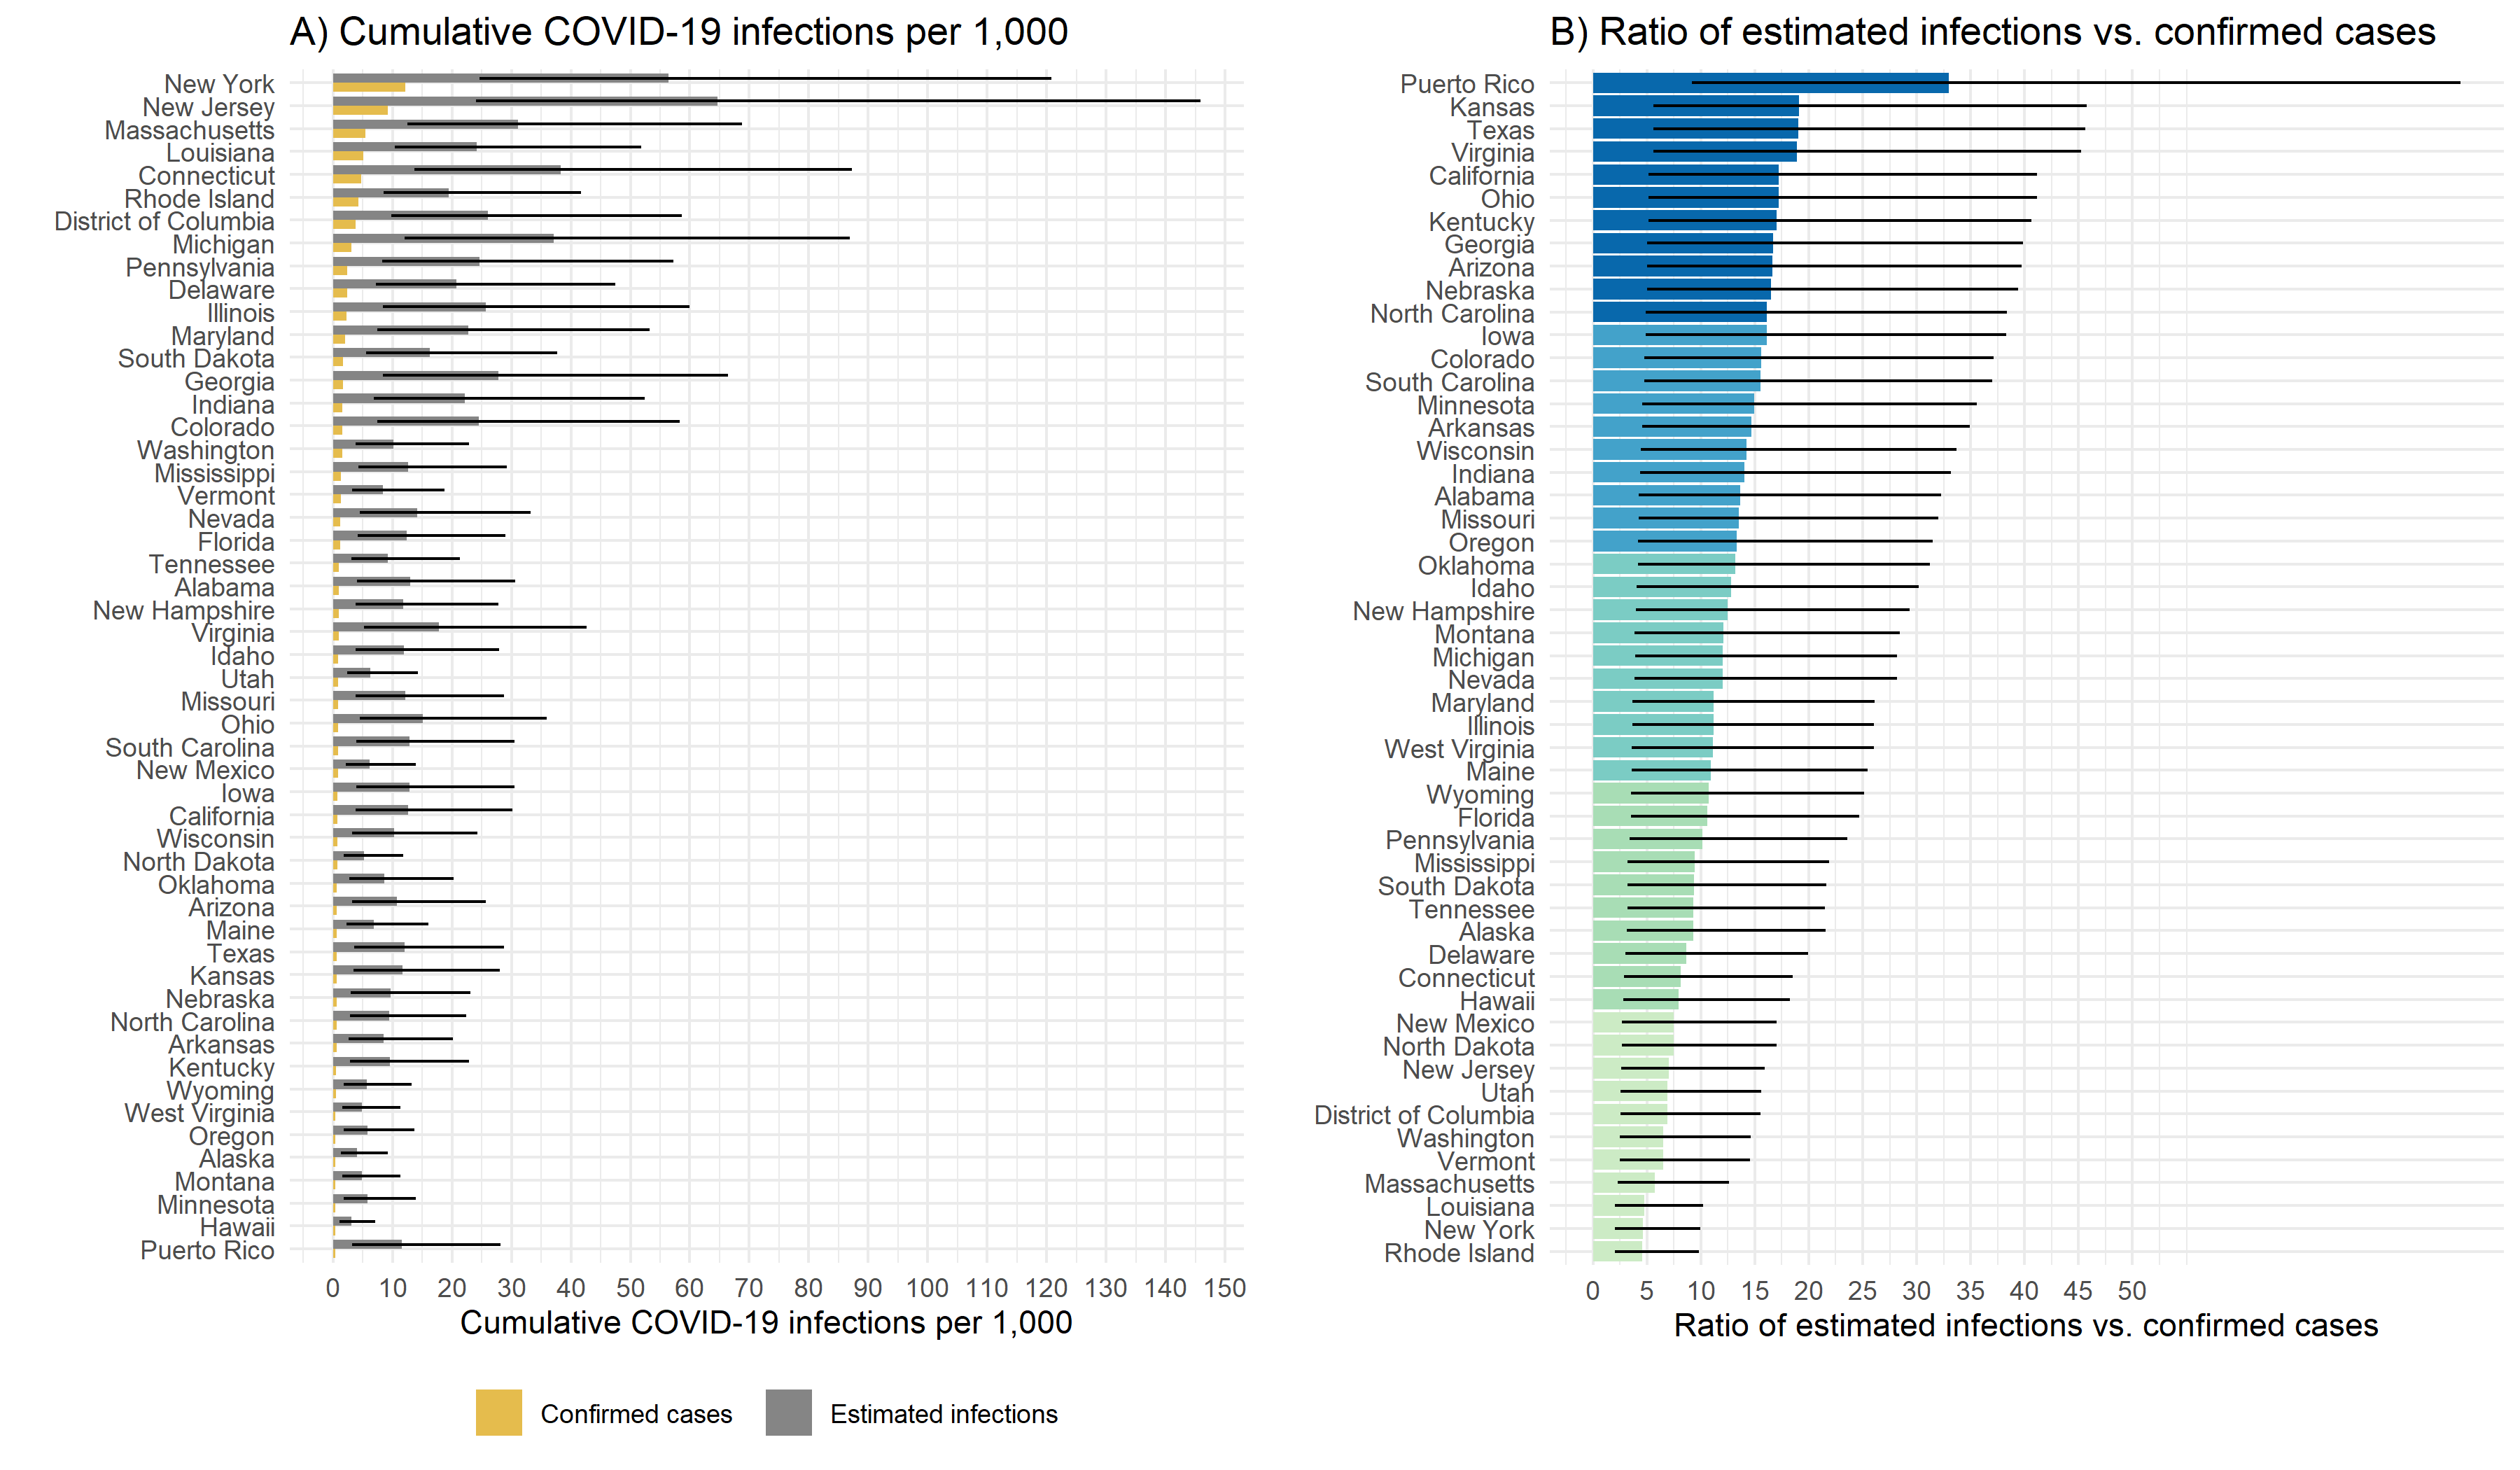 A) Cumulative COVID-19 infections per 1,000
New York
New Jersey
Massachusetts
Louisiana
Connecticut
Rhode Island
District of Columbia
Michigan
Pennsylvania
Delaware
Illinois
Maryland
South Dakota
Georgia
Indiana
Colorado
Washington
Mississippi
Vermont
Nevada
Florida
Tennessee
Alabama
New Hampshire
Virginia
Idaho
Utah
Missouri
Ohio
South Carolina
New Mexico
Iowa
California
Wisconsin
North Dakota
Oklahoma
Arizona
Maine
Texas
Kansas
Nebraska
North Carolina
Arkansas
Kentucky
Wyoming
West Virginia
Oregon
Alaska
Montana
Minnesota
Hawaii
Puerto Rico
0 10 20 30 40 50 60 70 80 90 100 110 120 130 140 150
Cumulative COVID-19 infections per 1,000
Confirmed cases Estimated infections
B) Ratio of estimated infections vs. confirmed cases
Puerto Rico
Kansas
Texas
Virginia
California
Ohio
Kentucky
Georgia
Arizona
Nebraska
North Carolina
Iowa
Colorado
South Carolina
Minnesota
Arkansas
Wisconsin
Indiana
Alabama
Missouri
Oregon
Oklahoma
Idaho
New Hampshire
Montana
Michigan
Nevada
Maryland
Illinois
West Virginia
Maine
Wyoming
Florida
Pennsylvania
Mississippi
South Dakota
Tennessee
Alaska
Delaware
Connecticut
Hawaii
New Mexico
North Dakota
New Jersey
Utah
District of Columbia
Washington
Vermont
Massachusetts
Louisiana
New York
Rhode Island
0 5 10 15 20 25 30 35 40 45 50
Ratio of estimated infections vs. confirmed cases